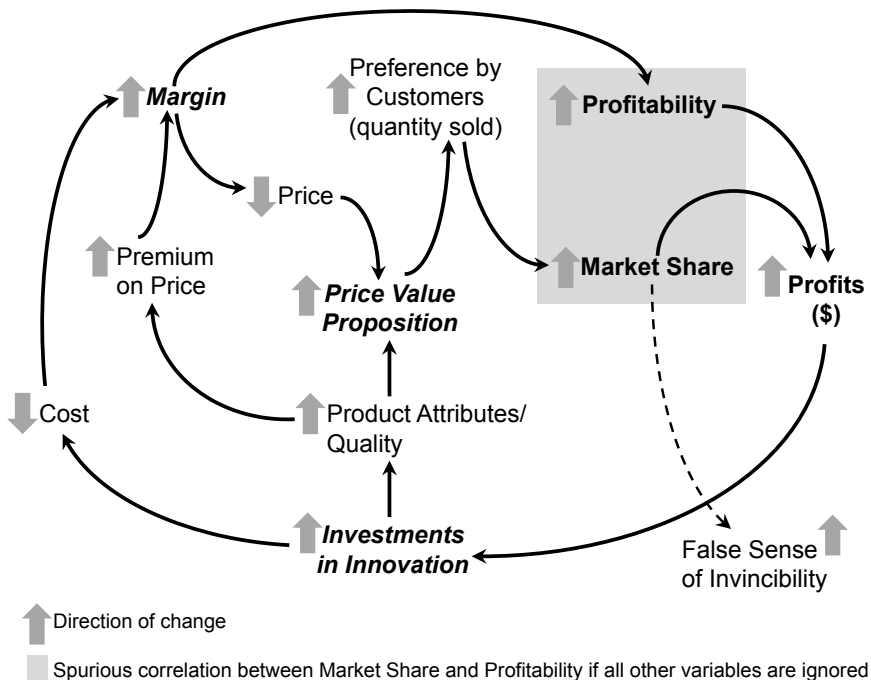 Margin
Preference by
Customers
(quantity sold)
Profitability
Price
Premium
on Price
Price Value
Proposition
Market Share
Profits
($)
Cost
Product Attributes/
Quality
Investments
in Innovation
False Sense
of Invincibility
Direction of change
Spurious correlation between Market Share and Profitability if all other variables are ignored